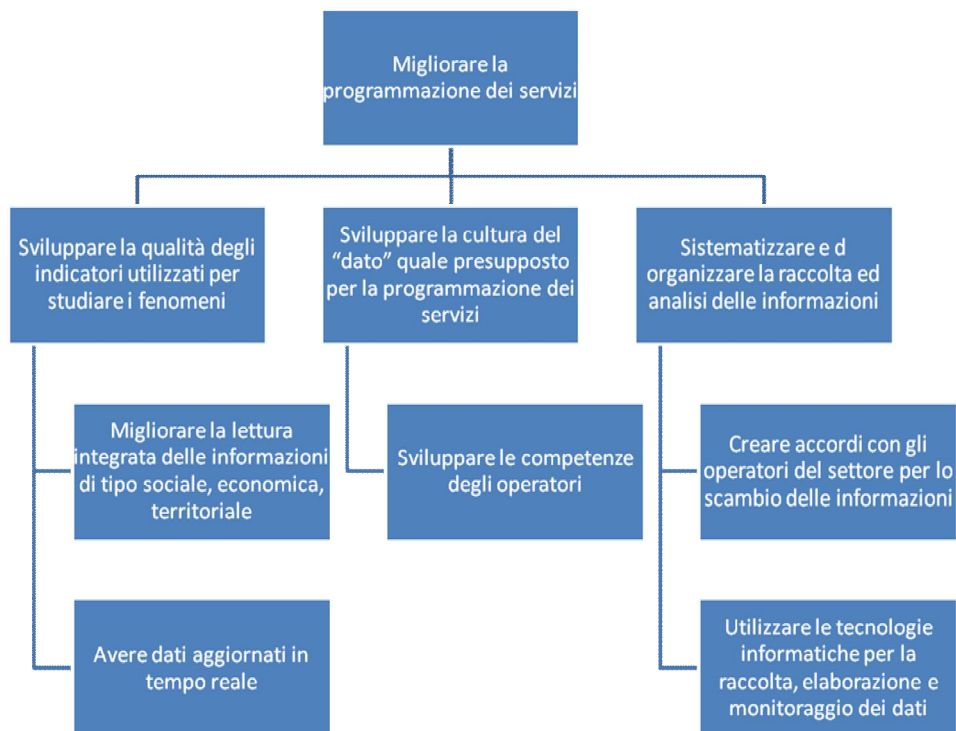 Migliorare la
programmazione dei servizi
Sviluppare la qualità degli
indicatori utilizzati per
studiare i fenomeni
Sviluppare la cultura del
“dato” quale presupposto
per la programmazione dei
servizi
Sistematizzare e d
organizzare la raccolta ed
analisi delle informazioni
Migliorare la lettura
integrata delle informazioni
di tipo sociale, economica,
territoriale
Sviluppare le competenze
degli operatori
Creare accordi con gli
operatori del settore per lo
scambio delle informazioni
Avere dati aggiornati in
tempo reale
Utilizzare le tecnologie
informatiche per la
raccolta, elaborazione e
monitoraggio dei dati